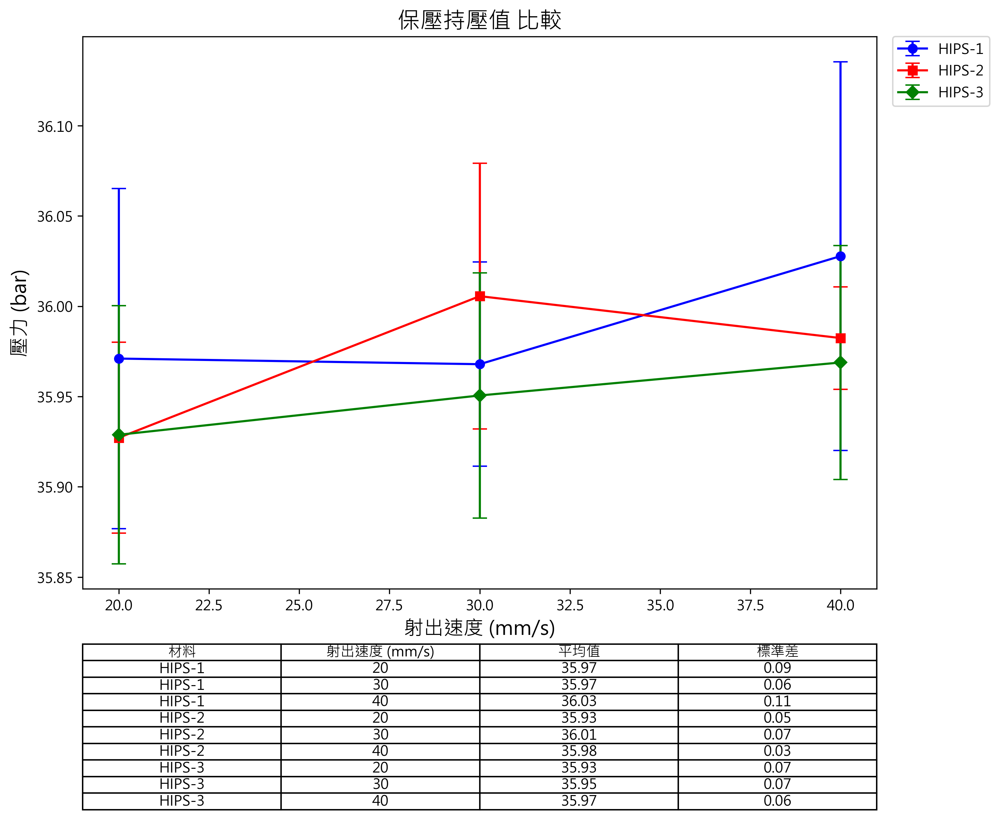 保壓持壓值 比較
HIPS-1
HIPS-2
HIPS-3
36.10
36.05
36.00
35.95
35.90
35.85
壓力 (bar)
20.0 22.5 25.0 27.5 30.0 32.5 35.0 37.5 40.0
射出速度 (mm/s)
材料 射出速度 (mm/s) 平均值 標準差
HIPS-1 20 35.97 0.09
HIPS-1 30 35.97 0.06
HIPS-1 40 36.03 0.11
HIPS-2 20 35.93 0.05
HIPS-2 30 36.01 0.07
HIPS-2 40 35.98 0.03
HIPS-3 20 35.93 0.07
HIPS-3 30 35.95 0.07
HIPS-3 40 35.97 0.06